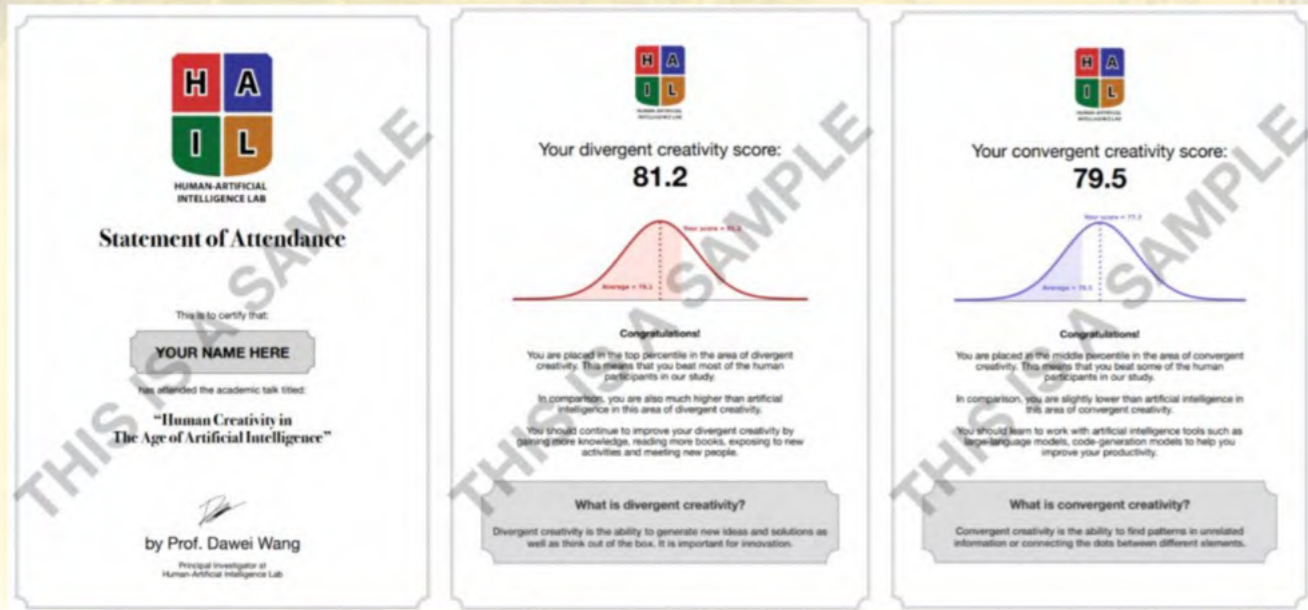 H A
I L
HUMAN-ARTIFICIAL
INTELLIGENCE LAB
Statement of Attendance
This is to certify that:
YOUR NAME HERE
has attended the academic talk titled:
“Human Creativity in
The Age of Artificial Intelligence”
by Prof. Dawei Wang
Principal Investigator at
Human-Artificial Intelligence Lab
THIS IS A SAMPLE
H A
I L
HUMAN-ARTIFICIAL
INTELLIGENCE LAB
Your divergent creativity score:
81.2
Your score = 81.2
Congratulations!
You are placed in the top percentile in the area of divergent
creativity. This means that you beat most of the human
participants in our study.
In comparison, you are also much higher than artificial
intelligence in this area of divergent creativity.
You should continue to improve your divergent creativity by
gaining more knowledge, reading more books, exposing to new
activities and meeting new people.
What is divergent creativity?
Divergent creativity is the ability to generate new ideas and solutions as
well as think out of the box. It is important for innovation.
THIS IS A SAMPLE
H A
I L
HUMAN-ARTIFICIAL
INTELLIGENCE LAB
Your convergent creativity score:
79.5
Congratulations!
You are placed in the middle percentile in the area of convergent
creativity. This means that you beat some of the human
participants in our study.
In comparison, you are slightly lower than artificial intelligence in
this area of convergent creativity.
You should learn to work with artificial intelligence tools such as
large-language models, code-generation models to help you
improve your productivity.
What is convergent creativity?
Convergent creativity is the ability to find patterns in unrelated
information or connecting the dots between different elements.
THIS IS A SAMPLE